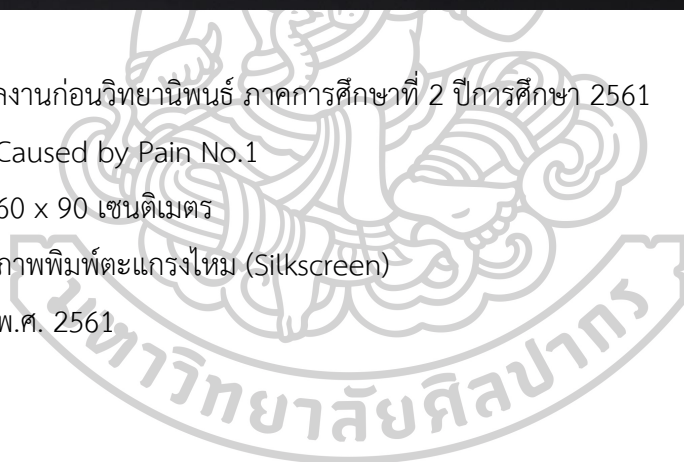 ลงานก่อนวิทยานิพนธ์ ภาคการศึกษาที่ 2 ปีการศึกษา 2561
Caused by Pain No.1
60 x 90 เซนติเมตร
ภาพพิมพ์ตะแกรงไหม (Silkscreen)
พ.ศ. 2561
มหาวิทยาลัยศิลปากร